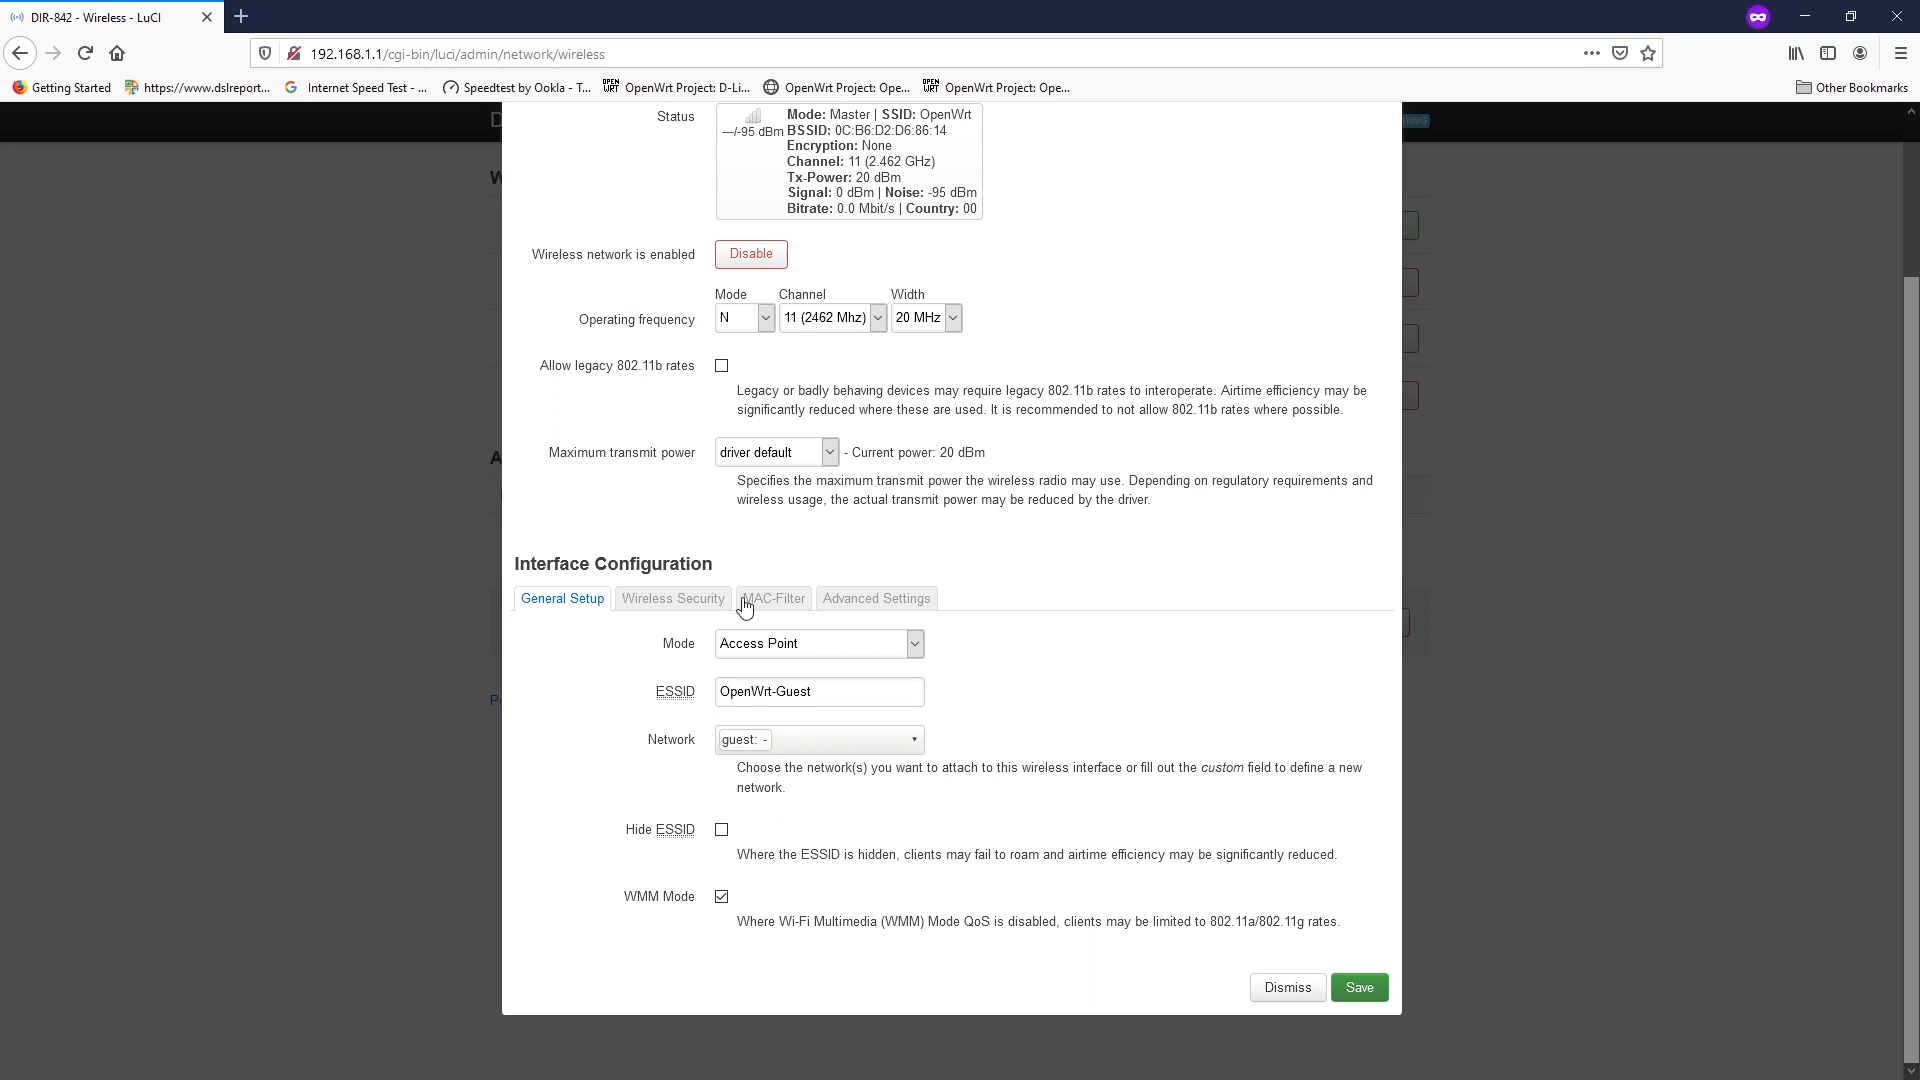 DIR-842 - Wireless - LuCI
192.168.1.1/cgi-bin/luci/admin/network/wireless
Getting Started
https://www.dslreport...
Internet Speed Test - ...
Speedtest by Ookla - T...
OpenWrt Project: D-Li...
OpenWrt Project: Ope...
OpenWrt Project: Ope...
Other Bookmarks
Status
---/-95 dBm
Mode: Master | SSID: OpenWrt
BSSID: 0C:B6:D2:D6:86:14
Encryption: None
Channel: 11 (2.462 GHz)
Tx-Power: 20 dBm
Signal: 0 dBm | Noise: -95 dBm
Bitrate: 0.0 Mbit/s | Country: 00
Wireless network is enabled
Disable
Mode Channel Width
Operating frequency
N 11 (2462 Mhz) 20 MHz
Allow legacy 802.11b rates
Legacy or badly behaving devices may require legacy 802.11b rates to interoperate. Airtime efficiency may be
significantly reduced where these are used. It is recommended to not allow 802.11b rates where possible.
Maximum transmit power
driver default
- Current power: 20 dBm
Specifies the maximum transmit power the wireless radio may use. Depending on regulatory requirements and
wireless usage, the actual transmit power may be reduced by the driver.
Interface Configuration
General Setup
Wireless Security
MAC-Filter
Advanced Settings
Mode
Access Point
ESSID
OpenWrt-Guest
Network
guest: -
Choose the network(s) you want to attach to this wireless interface or fill out the custom field to define a new
network.
Hide ESSID
Where the ESSID is hidden, clients may fail to roam and airtime efficiency may be significantly reduced.
WMM Mode
Where Wi-Fi Multimedia (WMM) Mode QoS is disabled, clients may be limited to 802.11a/802.11g rates.
Dismiss
Save